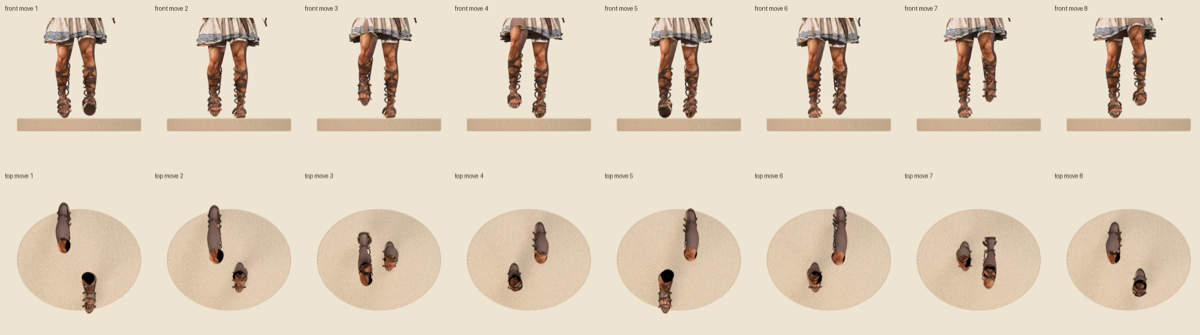 front move 1
front move 2
front move 3
front move 4
front move 5
front move 6
front move 7
front move 8
top move 1
top move 2
top move 3
top move 4
top move 5
top move 6
top move 7
top move 8